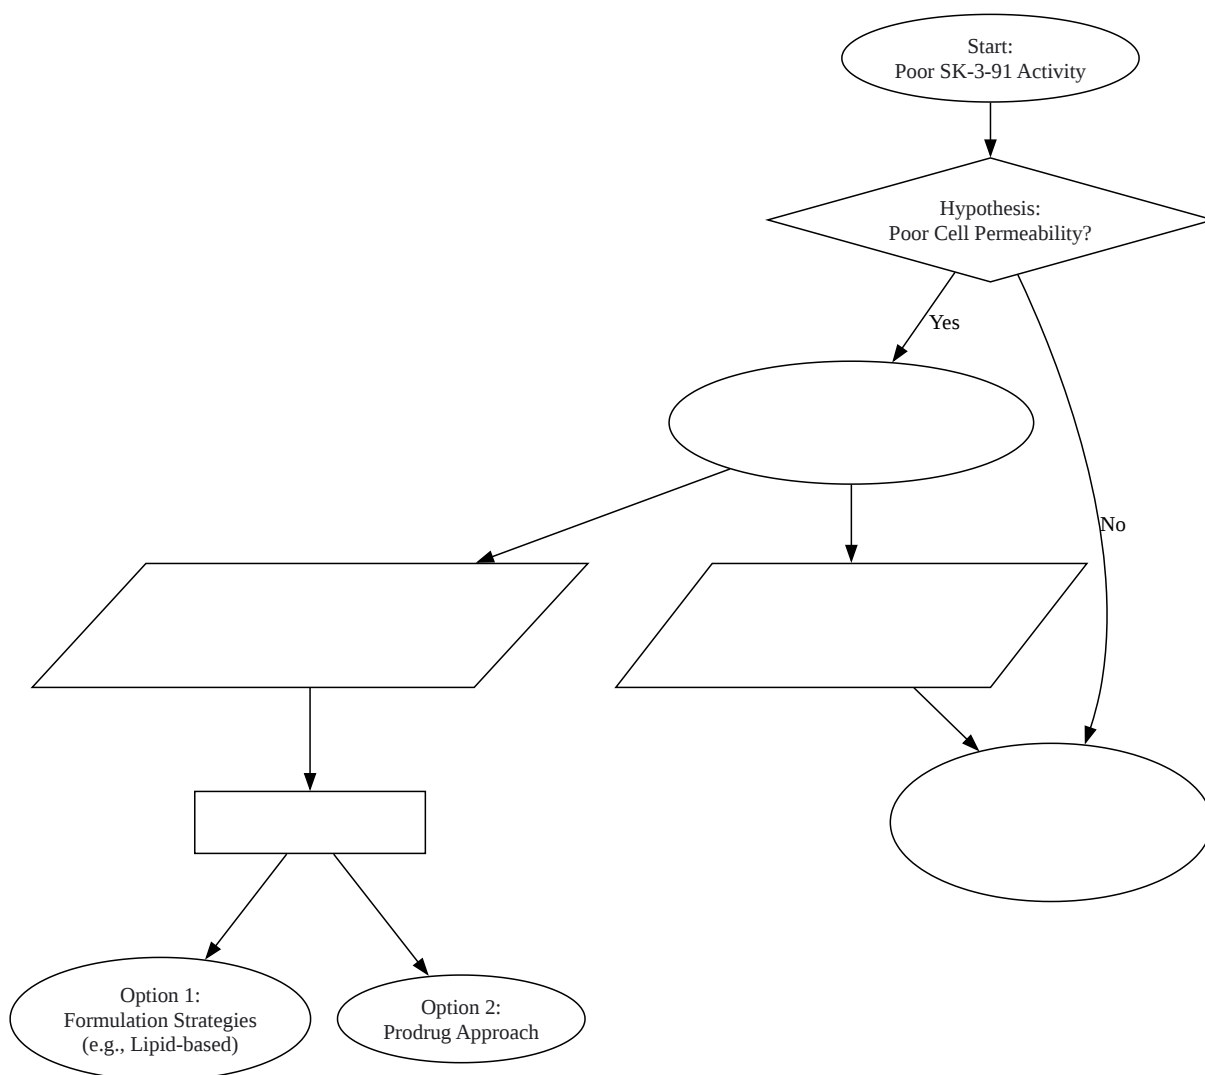 Start:
Poor SK-3-91 Activity
Hypothesis:
Poor Cell Permeability?
Yes
No
Option 1:
Formulation Strategies
(e.g., Lipid-based)
Option 2:
Prodrug Approach